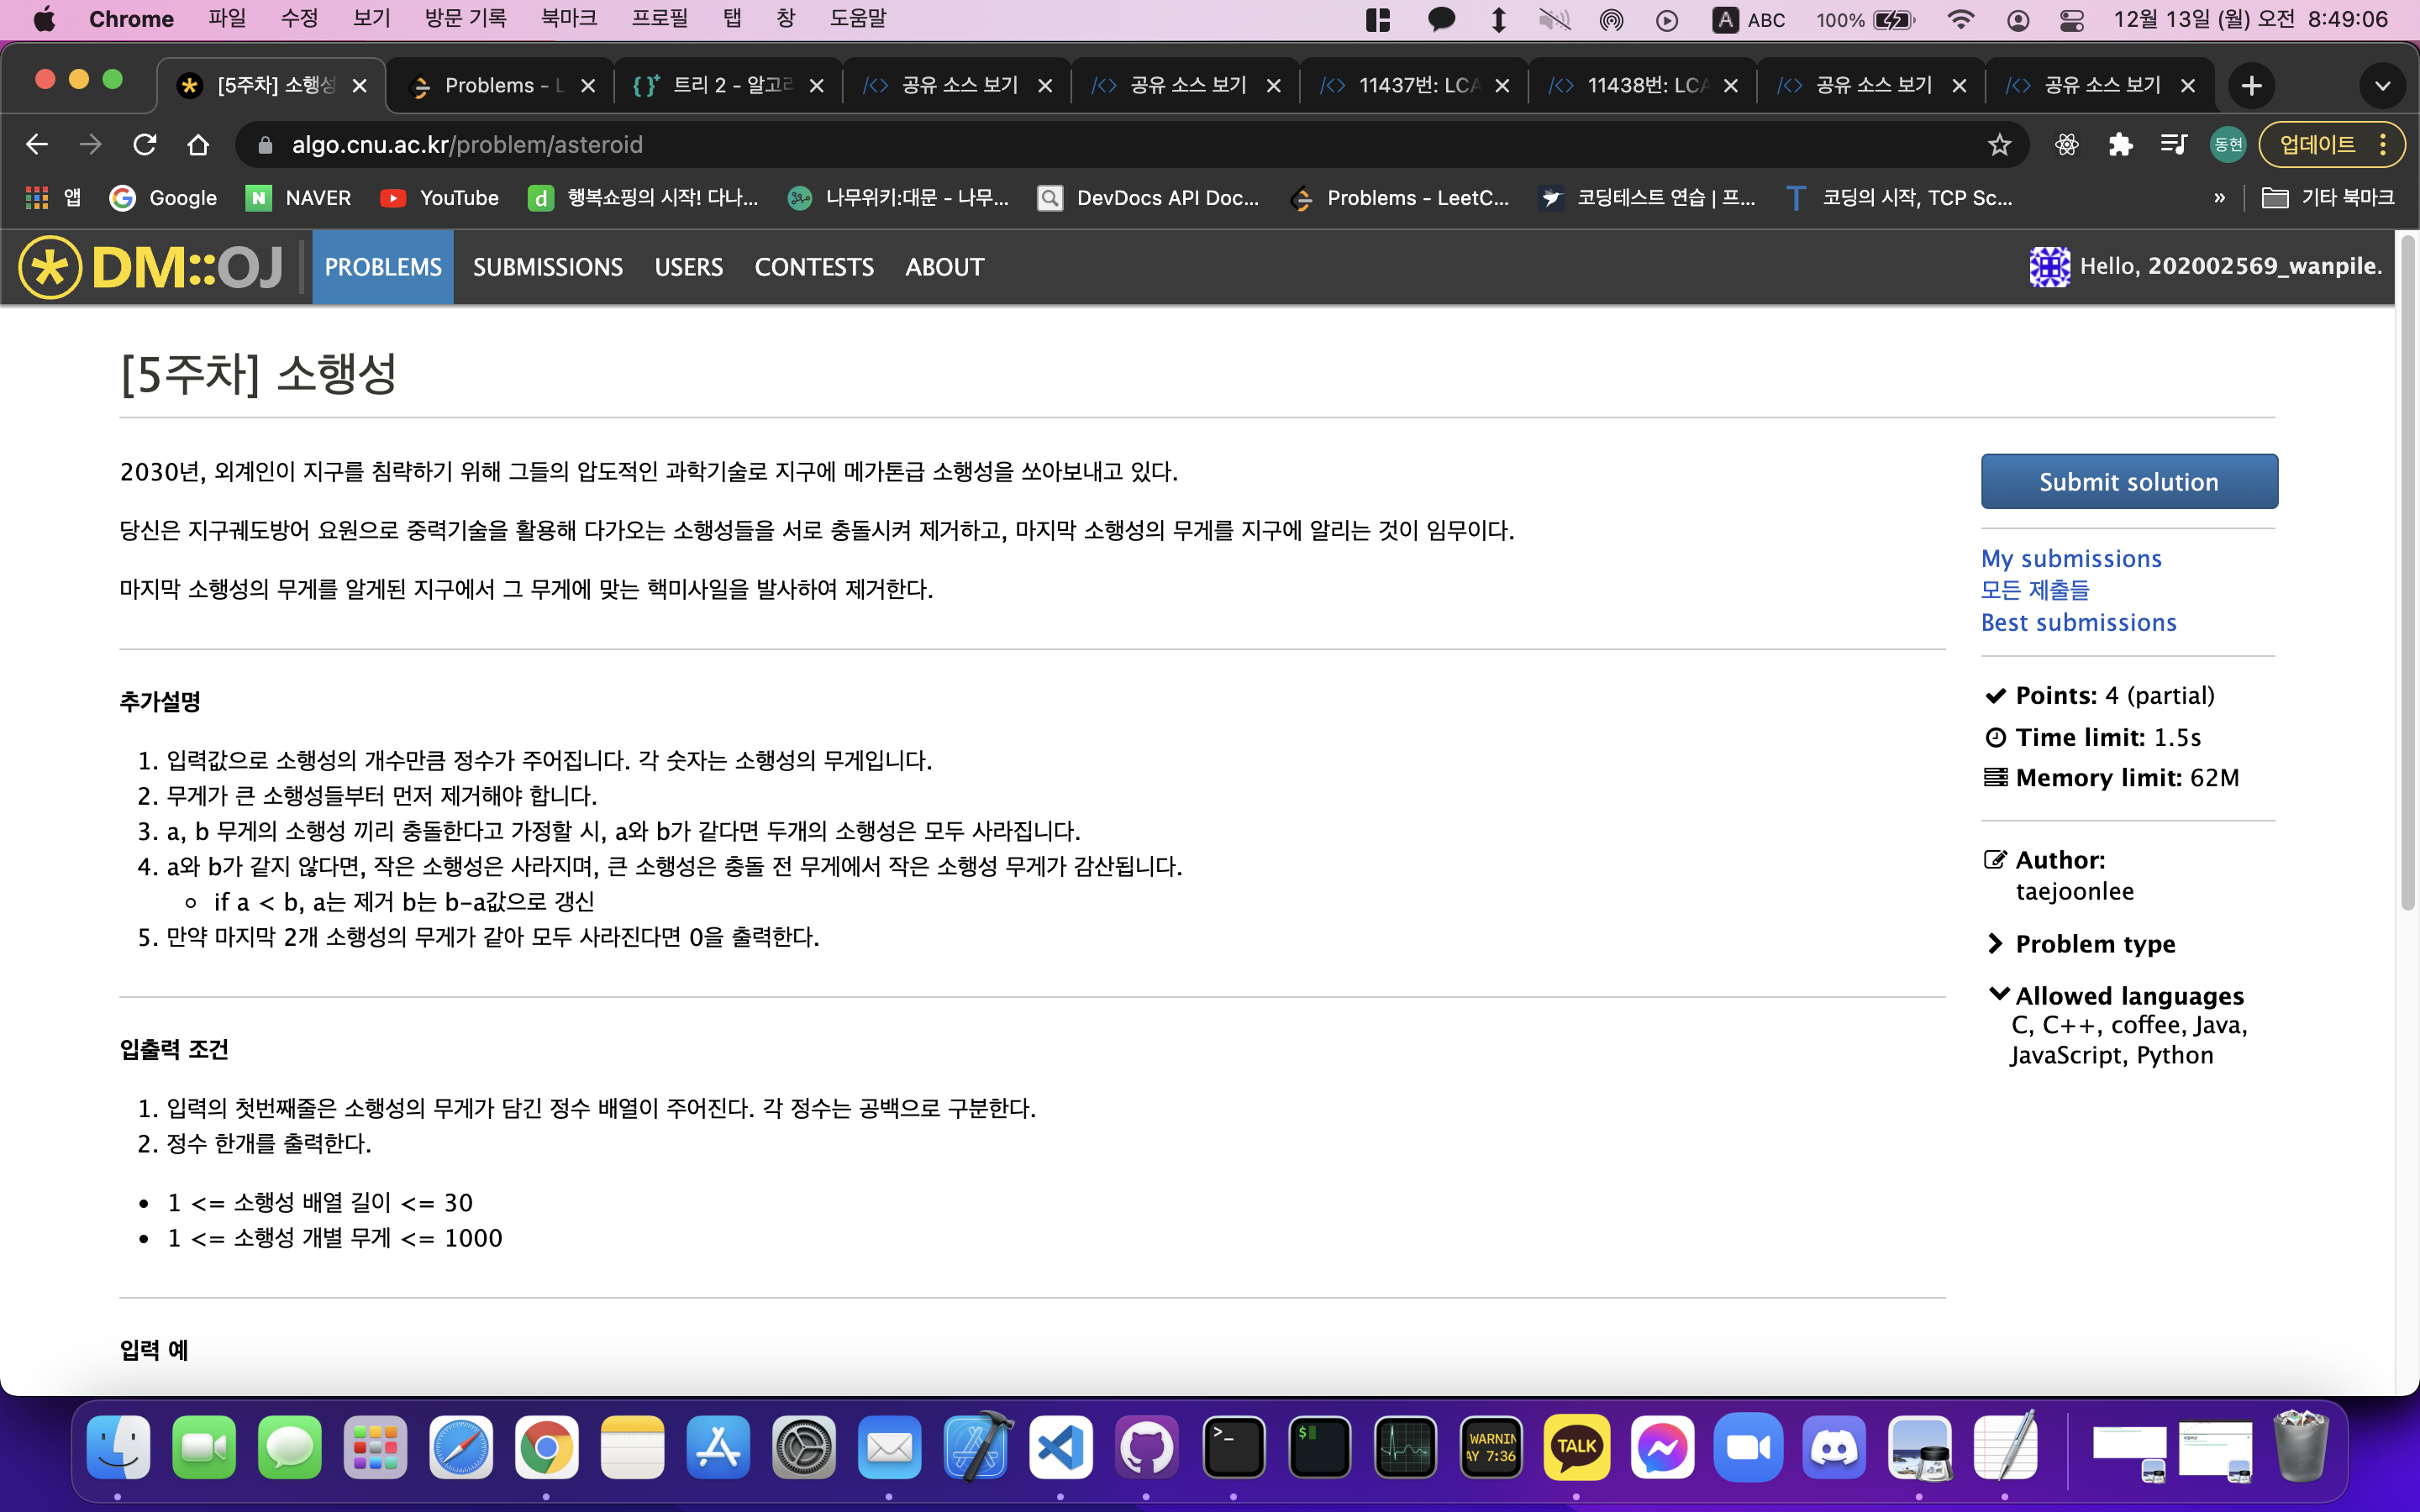 Chrome 파일 수정 보기 방문 기록 북마크 프로필 탭 창 도움말 A ABC 100% 12월 13일 (월) 오전 8:49:06
[5주차] 소행성 Problems - L 트리 2 - 알고리 공유 소스 보기 공유 소스 보기 11437번: LCA 11438번: LCA 공유 소스 보기 공유 소스 보기
algo.cnu.ac.kr/problem/asteroid 동현 업데이트
앱 Google NAVER YouTube 행복쇼핑의 시작! 다나... 나무위키:대문 - 나무... DevDocs API Doc... Problems - LeetC... 코딩테스트 연습 | 프... 코딩의 시작, TCP Sc... » 기타 북마크
DM::OJ PROBLEMS SUBMISSIONS USERS CONTESTS ABOUT Hello, 202002569_wanpile.
[5주차] 소행성
2030년, 외계인이 지구를 침략하기 위해 그들의 압도적인 과학기술로 지구에 메가톤급 소행성을 쏘아보내고 있다.
당신은 지구궤도방어 요원으로 중력기술을 활용해 다가오는 소행성들을 서로 충돌시켜 제거하고, 마지막 소행성의 무게를 지구에 알리는 것이 임무이다.
마지막 소행성의 무게를 알게된 지구에서 그 무게에 맞는 핵미사일을 발사하여 제거한다.
추가설명
1. 입력값으로 소행성의 개수만큼 정수가 주어집니다. 각 숫자는 소행성의 무게입니다.
2. 무게가 큰 소행성들부터 먼저 제거해야 합니다.
3. a, b 무게의 소행성 끼리 충돌한다고 가정할 시, a와 b가 같다면 두개의 소행성은 모두 사라집니다.
4. a와 b가 같지 않다면, 작은 소행성은 사라지며, 큰 소행성은 충돌 전 무게에서 작은 소행성 무게가 감산됩니다.
if a < b, a는 제거 b는 b-a값으로 갱신
5. 만약 마지막 2개 소행성의 무게가 같아 모두 사라진다면 0을 출력한다.
입출력 조건
1. 입력의 첫번째줄은 소행성의 무게가 담긴 정수 배열이 주어진다. 각 정수는 공백으로 구분한다.
2. 정수 한개를 출력한다.
• 1 <= 소행성 배열 길이 <= 30
• 1 <= 소행성 개별 무게 <= 1000
입력 예
Submit solution
My submissions
모든 제출들
Best submissions
Points: 4 (partial)
Time limit: 1.5s
Memory limit: 62M
Author:
taejoonlee
Problem type
Allowed languages
C, C++, coffee, Java,
JavaScript, Python
TALK